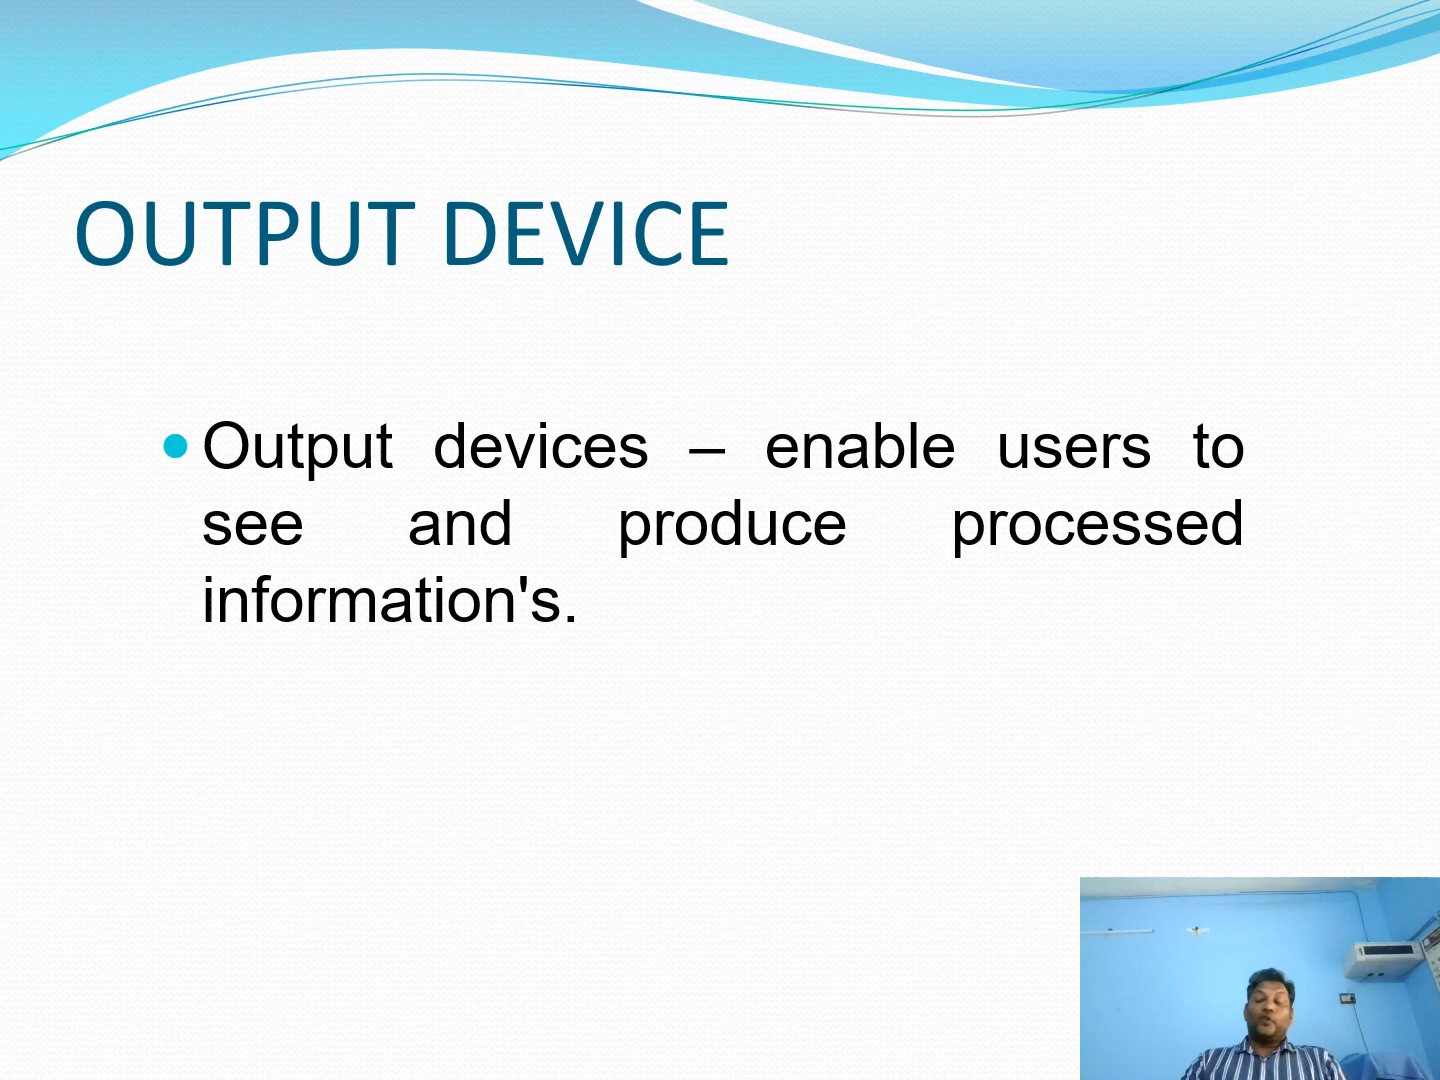 OUTPUT DEVICE
Output devices – enable users to
see and produce processed
information's.